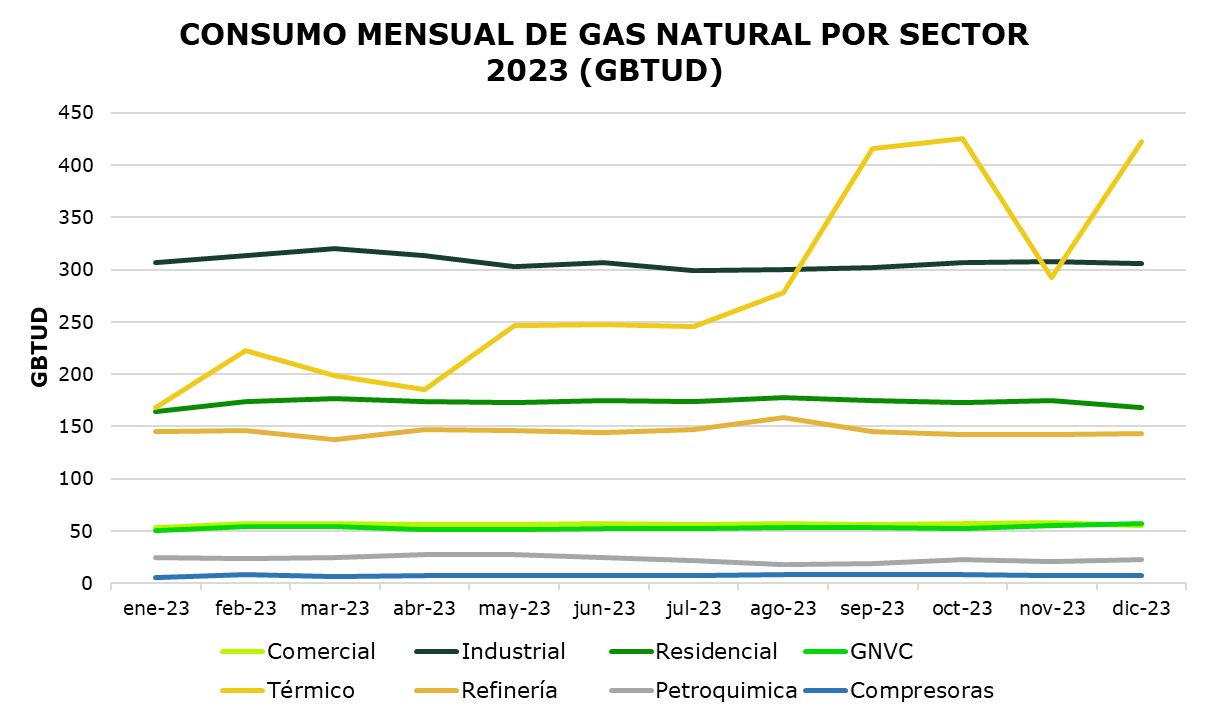 CONSUMO MENSUAL DE GAS NATURAL POR SECTOR
2023 (GBTUD)
450
400
350
300
250
200
150
100
50
0
GBTUD
ene-23 feb-23 mar-23 abr-23 may-23 jun-23 jul-23 ago-23 sep-23 oct-23 nov-23 dic-23
Comercial Industrial Residencial GNVC
Térmico Refinería Petroquimica Compresoras